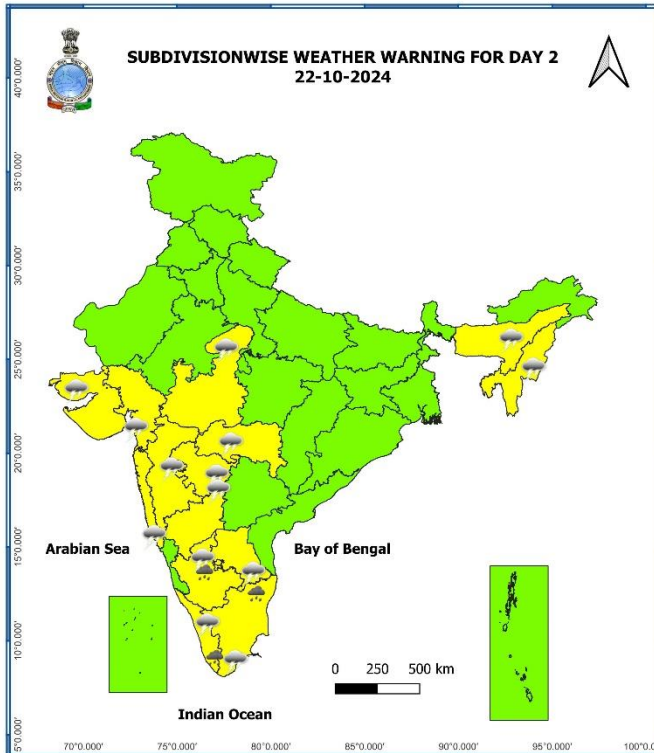 SUBDIVISIONWISE WEATHER WARNING FOR DAY 2
22-10-2024
40°0.000'
35°0.000'
30°0.000'
25°0.000'
20°0.000'
15°0.000'
10°0.000'
5°0.000'
Arabian Sea
Bay of Bengal
0 250 500 km
Indian Ocean
70°0.000' 75°0.000' 80°0.000' 85°0.000' 90°0.000' 95°0.000' 100°0.0